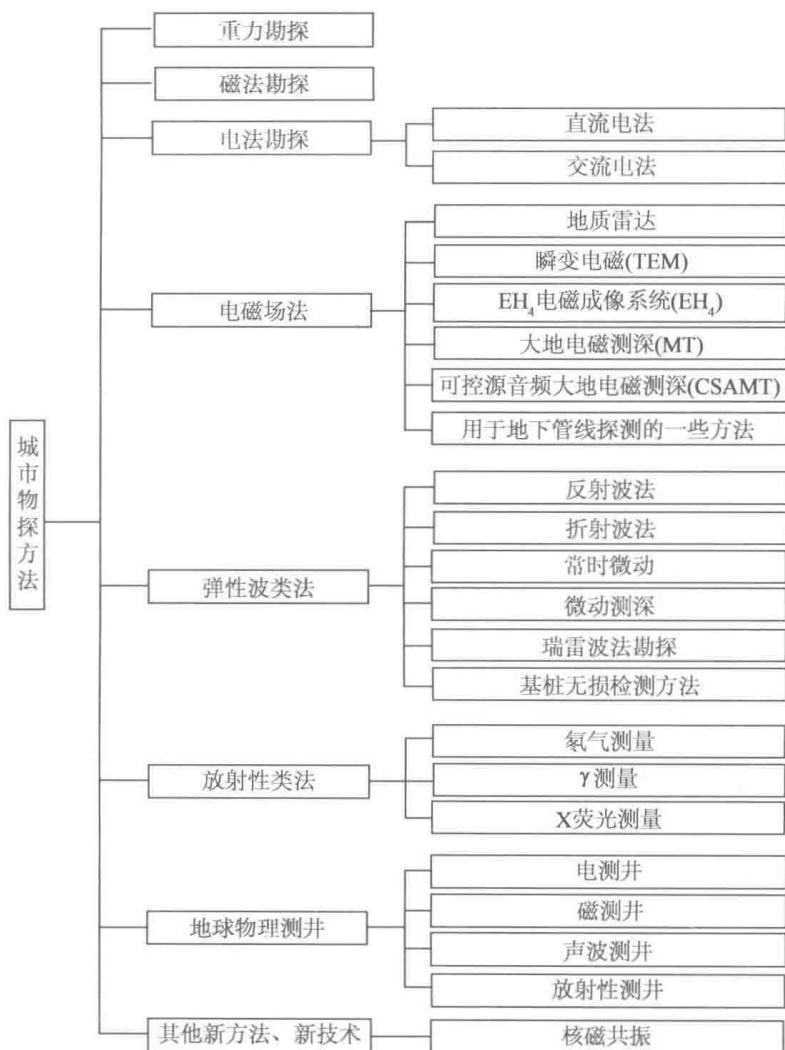 城市物探方法
重力勘探
磁法勘探
电法勘探
直流电法
交流电法
电磁场法
地质雷达
瞬变电磁(TEM)
EH₄电磁成像系统(EH₄)
大地电磁测深(MT)
可控源音频大地电磁测深(CSAMT)
用于地下管线探测的一些方法
弹性波类法
反射波法
折射波法
常时微动
微动测深
瑞雷波法勘探
基桩无损检测方法
放射性类法
氡气测量
γ测量
X荧光测量
地球物理测井
电测井
磁测井
声波测井
放射性测井
其他新方法、新技术
核磁共振